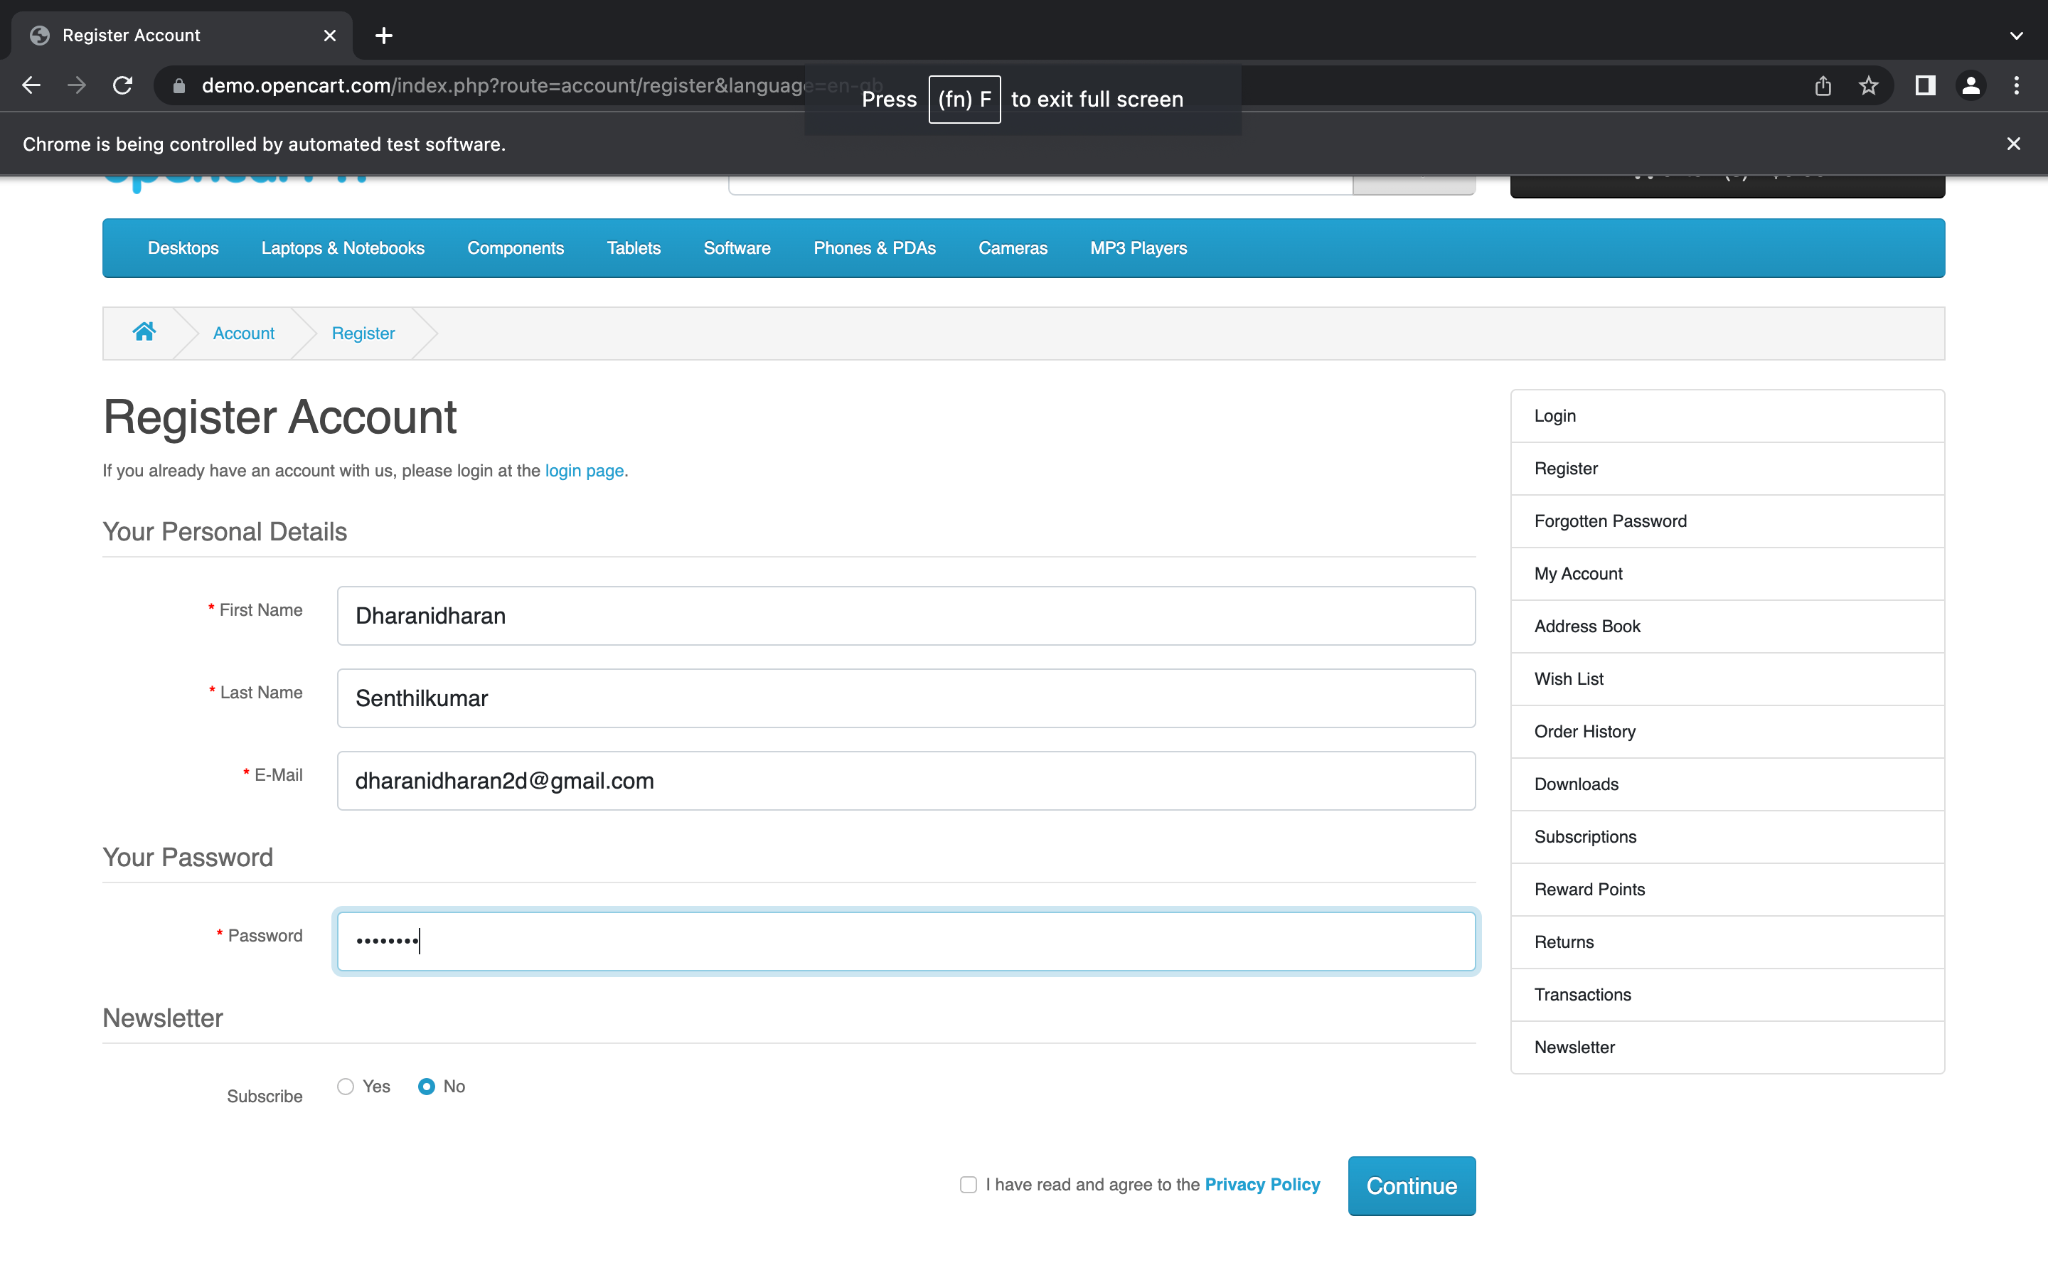 Register Account
demo.opencart.com/index.php?route=account/register&language=en-gb
Press (fn) F to exit full screen
Chrome is being controlled by automated test software.
Desktops Laptops & Notebooks Components Tablets Software Phones & PDAs Cameras MP3 Players
Account Register
Register Account
If you already have an account with us, please login at the login page.
Your Personal Details
* First Name Dharanidharan
* Last Name Senthilkumar
* E-Mail dharanidharan2d@gmail.com
Your Password
* Password ••••••••
Newsletter
Subscribe Yes No
I have read and agree to the Privacy Policy Continue
Login
Register
Forgotten Password
My Account
Address Book
Wish List
Order History
Downloads
Subscriptions
Reward Points
Returns
Transactions
Newsletter